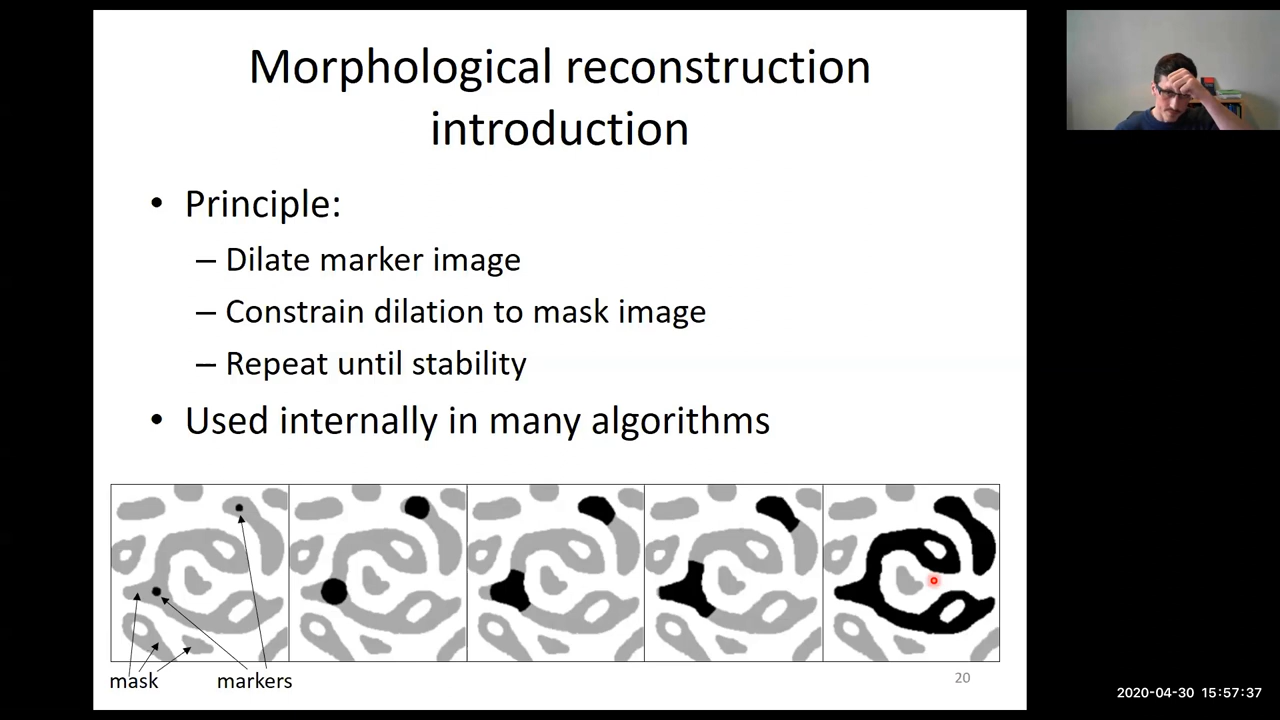 Morphological reconstruction
introduction
• Principle:
– Dilate marker image
– Constrain dilation to mask image
– Repeat until stability
• Used internally in many algorithms
mask
markers
20
2020-04-30 15:57:37